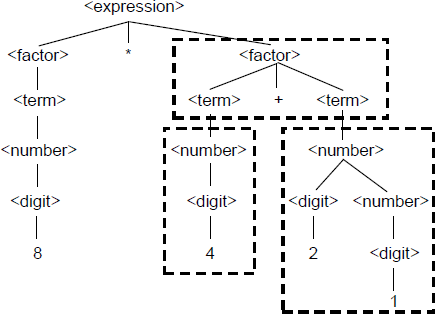 <expression>
<factor> * <factor>
<term> <term> + <term>
<number> <number> <number>
<digit> <digit> <digit> <number>
8 4 2 <digit>
1